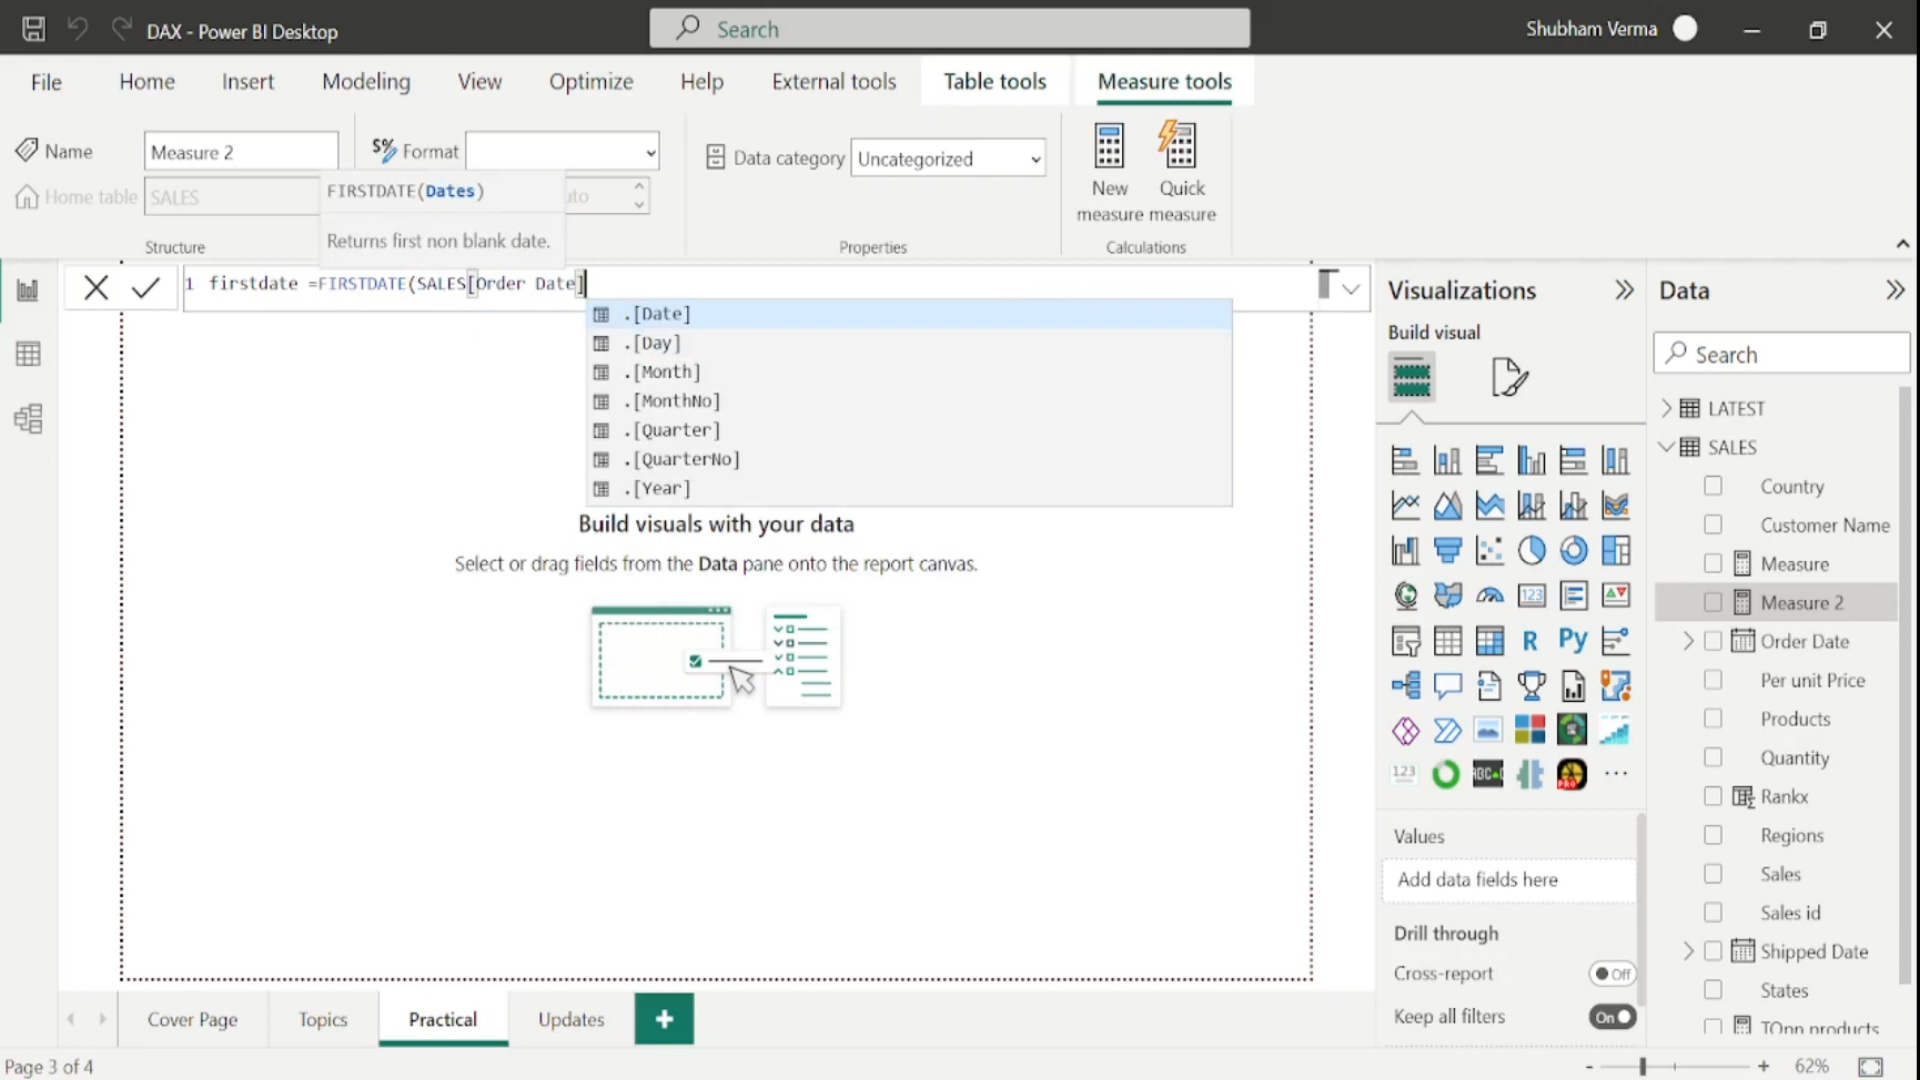 DAX - Power BI Desktop
Search
Shubham Verma
File
Home
Insert
Modeling
View
Optimize
Help
External tools
Table tools
Measure tools
Name
Measure 2
$%
Format
Data category
Uncategorized
New
measure
Quick
measure
Home table
SALES
FIRSTDATE(Dates)
Returns first non blank date.
Structure
Properties
Calculations
1 firstdate =FIRSTDATE(SALES[Order Date]
.[Date]
.[Day]
.[Month]
.[MonthNo]
.[Quarter]
.[QuarterNo]
.[Year]
Build visuals with your data
Select or drag fields from the Data pane onto the report canvas.
Visualizations
Build visual
123
R
Py
123
ABC
PRO
Values
Add data fields here
Drill through
Cross-report
Off
Keep all filters
On
Data
Search
LATEST
SALES
Country
Customer Name
Measure
Measure 2
Order Date
Per unit Price
Products
Quantity
Rankx
Regions
Sales
Sales id
Shipped Date
States
TOpn products
Cover Page
Topics
Practical
Updates
+
Page 3 of 4
- + 62%